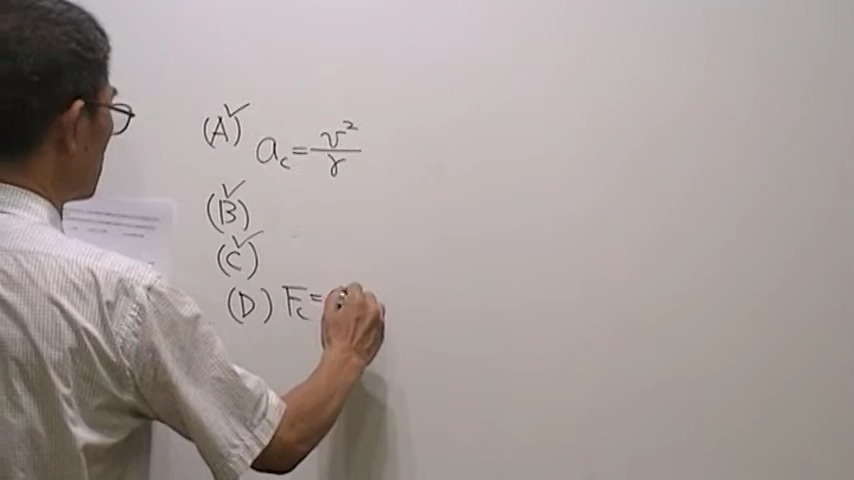 (A)✓ a_c = v²/r
(B)✓
(C)✓
(D) F_c =